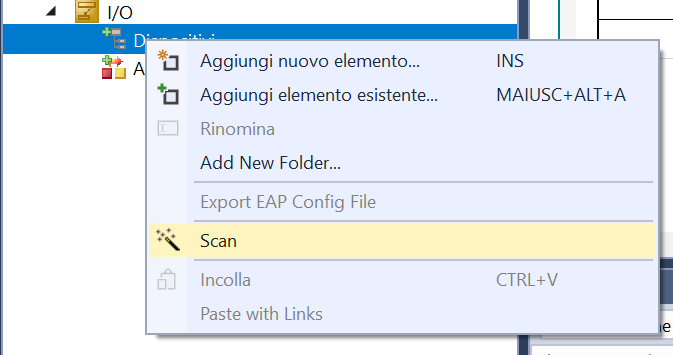 I/O
Dispositivi
A
Aggiungi nuovo elemento... INS
Aggiungi elemento esistente... MAIUSC+ALT+A
Rinomina
Add New Folder...
Export EAP Config File
Scan
Incolla CTRL+V
Paste with Links
ne